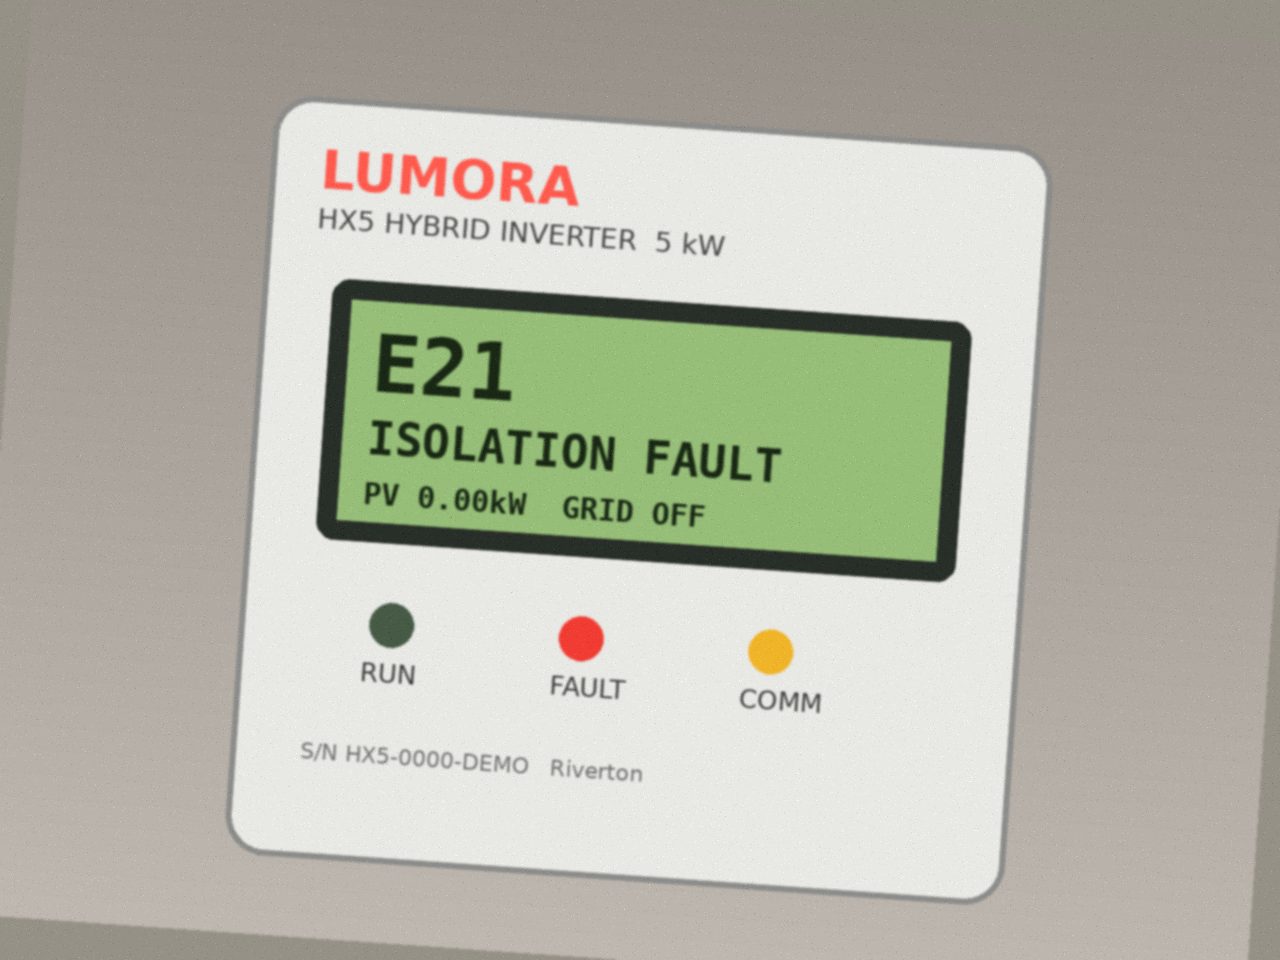 LUMORA
HX5 HYBRID INVERTER 5 kW
E21
ISOLATION FAULT
PV 0.00kW GRID OFF
RUN FAULT COMM
S/N HX5-0000-DEMO Riverton